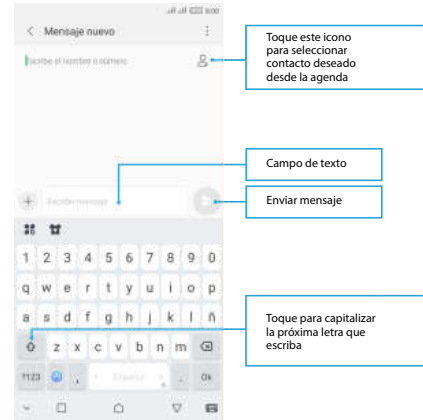 8:00
Mensaje nuevo
Escribe el nombre o número
Toque este icono
para seleccionar
contacto deseado
desde la agenda
Campo de texto
Escribir mensaje
Enviar mensaje
1 2 3 4 5 6 7 8 9 0
q w e r t y u i o p
a s d f g h j k l ñ
z x c v b n m
Toque para capitalizar
la próxima letra que
escriba
?123 , Español . Ok